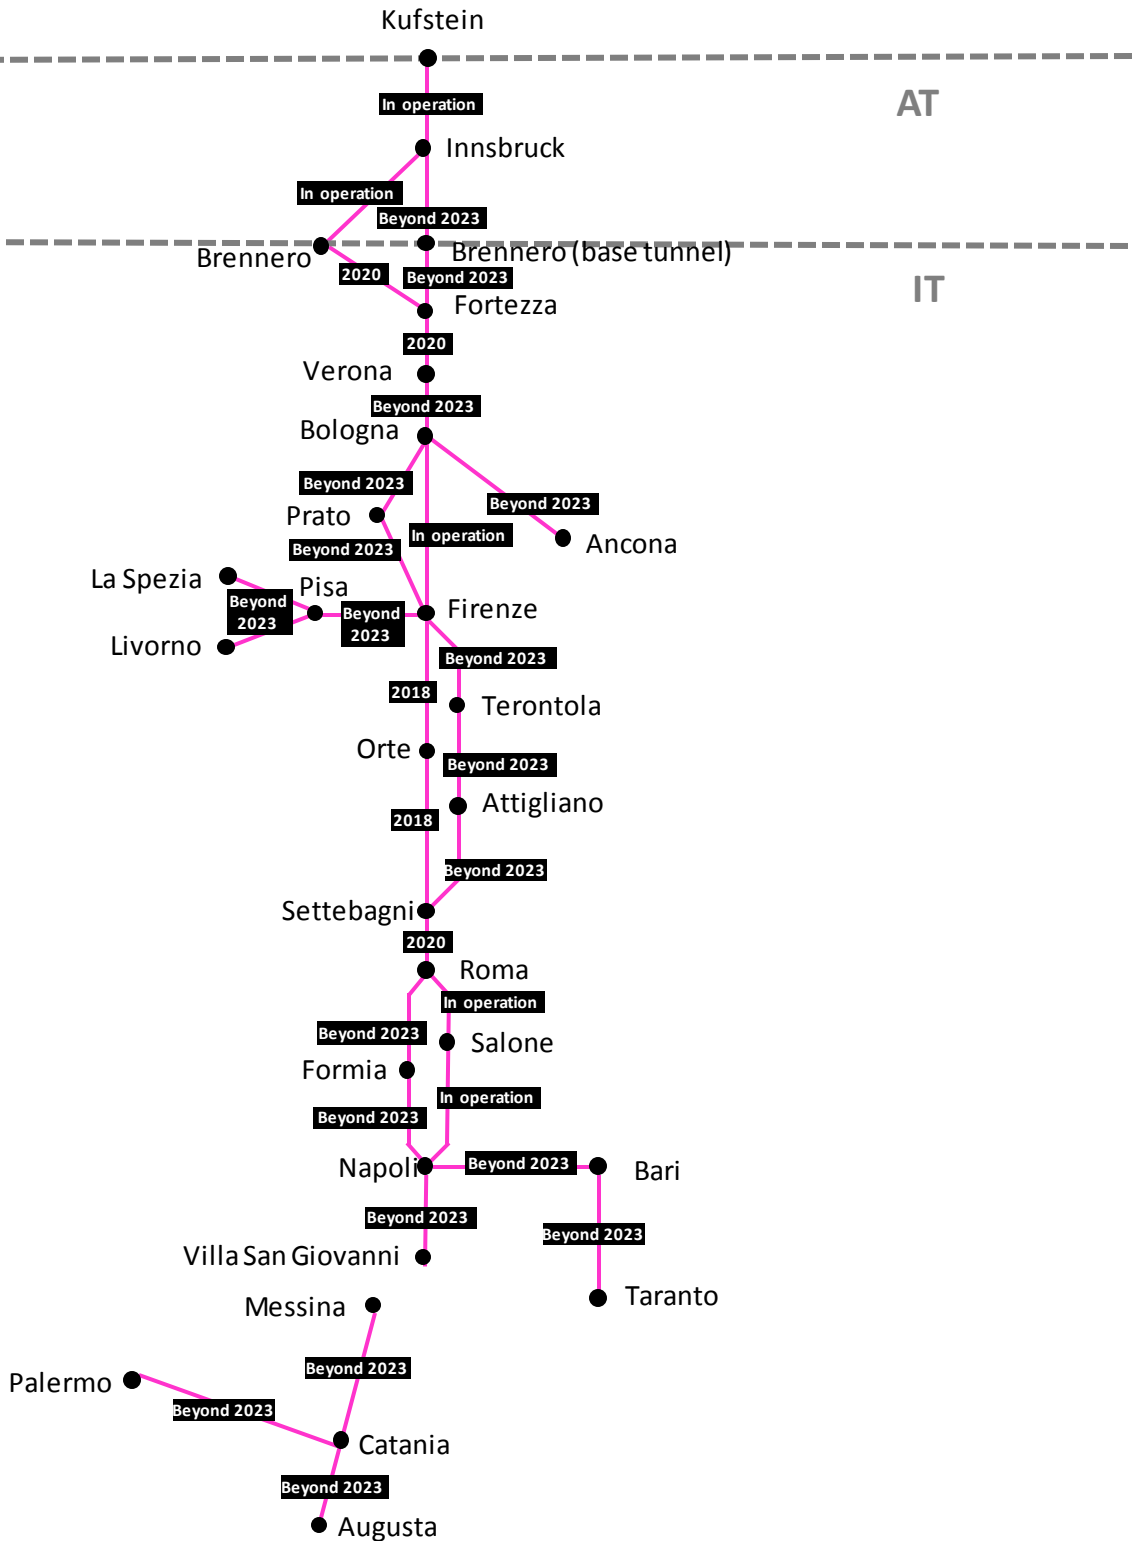 Kufstein
AT
In operation
Innsbruck
In operation
Beyond 2023
Brennero
Brennero (base tunnel)
2020
Beyond 2023
IT
Fortezza
2020
Verona
Beyond 2023
Bologna
Beyond 2023
Beyond 2023
Prato
In operation
Ancona
Beyond 2023
La Spezia
Pisa
Beyond
2023
Beyond
2023
Firenze
Livorno
Beyond 2023
2018
Terontola
Orte
Beyond 2023
Attigliano
2018
Beyond 2023
Settebagni
2020
Roma
In operation
Beyond 2023
Salone
Formia
In operation
Beyond 2023
Napoli
Beyond 2023
Bari
Beyond 2023
Beyond 2023
Villa San Giovanni
Taranto
Messina
Beyond 2023
Palermo
Beyond 2023
Catania
Beyond 2023
Augusta